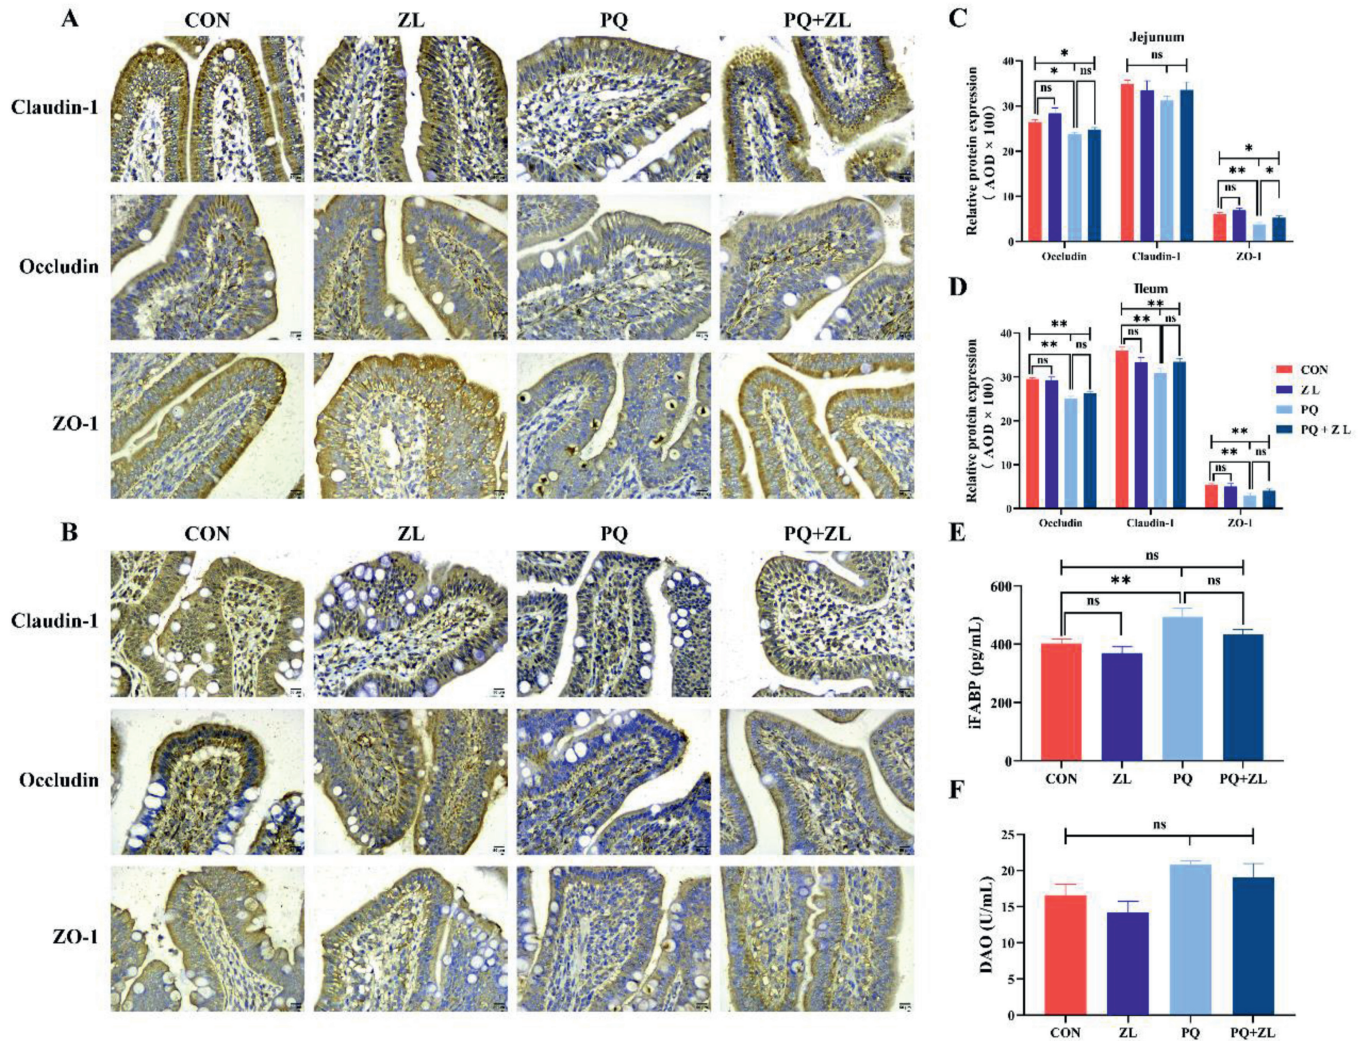 A
CON
ZL
PQ
PQ+ZL
Claudin-1
Occludin
ZO-1
B
CON
ZL
PQ
PQ+ZL
Claudin-1
Occludin
ZO-1
C
Jejunum
Relative protein expression
( AOD × 100)
40
30
20
10
0
*
*
ns
ns
ns
*
**
*
ns
Occludin
Claudin-1
ZO-1
D
Ileum
Relative protein expression
( AOD × 100)
40
30
20
10
0
**
**
ns
ns
**
**
ns
ns
**
**
ns
ns
Occludin
Claudin-1
ZO-1
CON
ZL
PQ
PQ+ZL
E
iFABP (pg/mL)
600
400
200
0
ns
**
ns
ns
CON
ZL
PQ
PQ+ZL
F
DAO (U/mL)
25
20
15
10
5
0
ns
CON
ZL
PQ
PQ+ZL